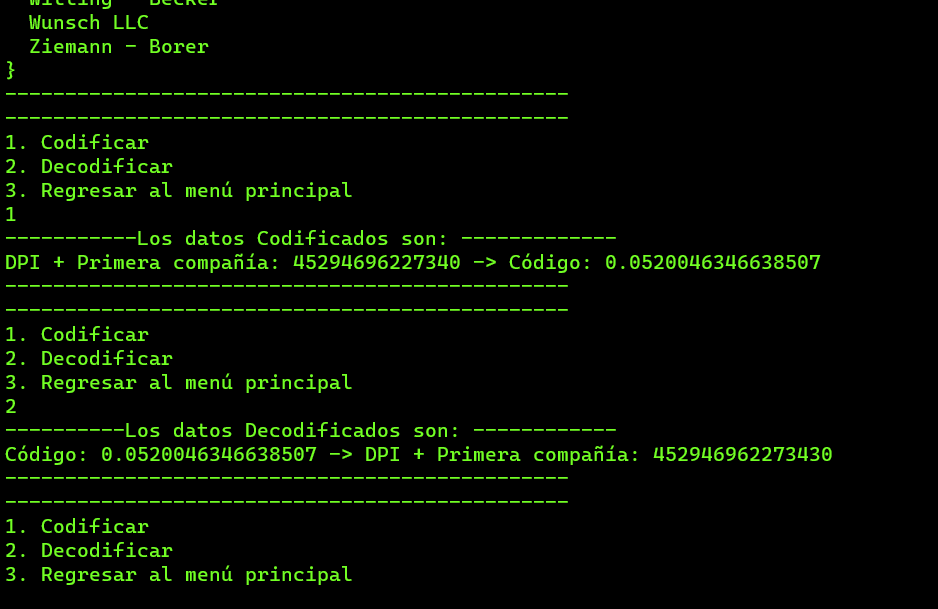 Witting - Becker
Wunsch LLC
Ziemann - Borer
}
-----------------------------------------------
-----------------------------------------------
1. Codificar
2. Decodificar
3. Regresar al menú principal
1
-----------Los datos Codificados son: -------------
DPI + Primera compañía: 45294696227340 -> Código: 0.0520046346638507
-----------------------------------------------
-----------------------------------------------
1. Codificar
2. Decodificar
3. Regresar al menú principal
2
----------Los datos Decodificados son: ------------
Código: 0.0520046346638507 -> DPI + Primera compañía: 452946962273430
-----------------------------------------------
-----------------------------------------------
1. Codificar
2. Decodificar
3. Regresar al menú principal